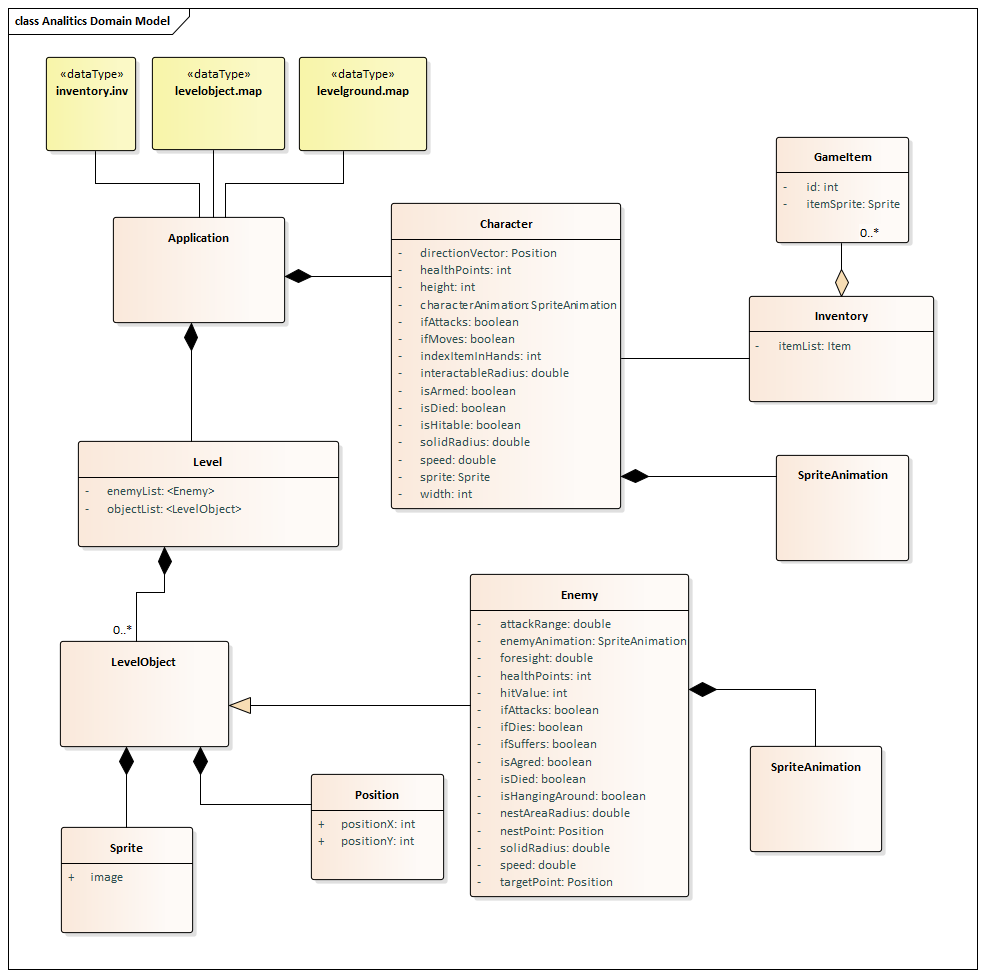 class Analitics Domain Model
«dataType»
inventory.inv
«dataType»
levelobject.map
«dataType»
levelground.map
Application
Character
- directionVector: Position
- healthPoints: int
- height: int
- characterAnimation: SpriteAnimation
- ifAttacks: boolean
- ifMoves: boolean
- indexItemInHands: int
- interactableRadius: double
- isArmed: boolean
- isDied: boolean
- isHitable: boolean
- solidRadius: double
- speed: double
- sprite: Sprite
- width: int
GameItem
- id: int
- itemSprite: Sprite
0..*
Inventory
- itemList: Item
SpriteAnimation
Level
- enemyList: <Enemy>
- objectList: <LevelObject>
0..*
LevelObject
Enemy
- attackRange: double
- enemyAnimation: SpriteAnimation
- foresight: double
- healthPoints: int
- hitValue: int
- ifAttacks: boolean
- ifDies: boolean
- ifSuffers: boolean
- isAgred: boolean
- isDied: boolean
- isHangingAround: boolean
- nestAreaRadius: double
- nestPoint: Position
- solidRadius: double
- speed: double
- targetPoint: Position
SpriteAnimation
Position
+ positionX: int
+ positionY: int
Sprite
+ image